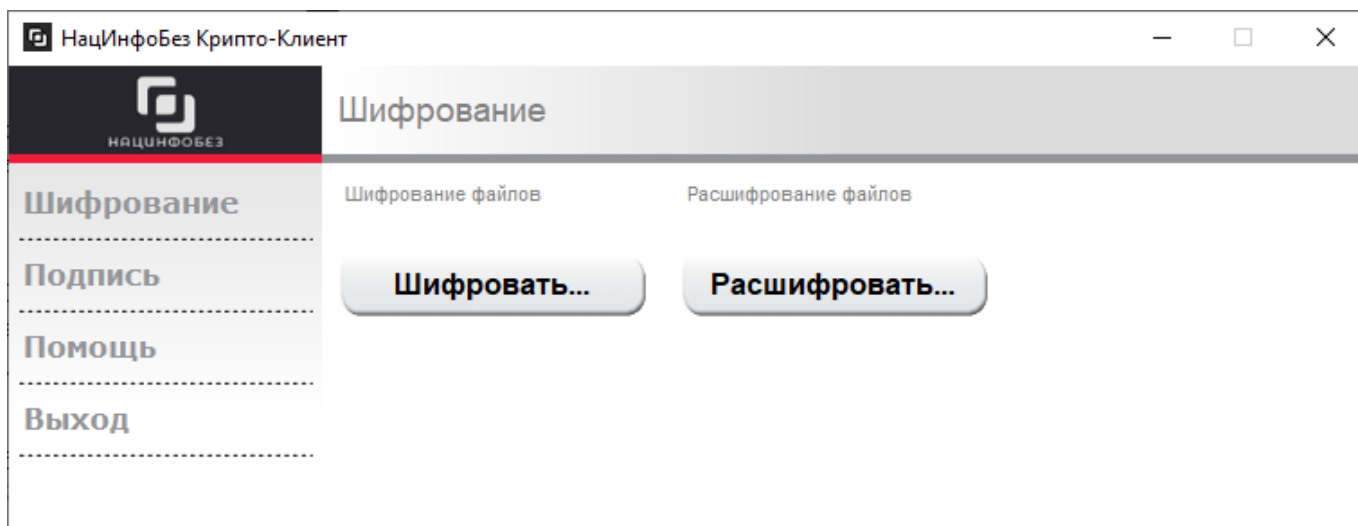 НацИнфоБез Крипто-Клиент
НАЦИНФОБЕЗ
Шифрование
Шифрование
Подпись
Помощь
Выход
Шифрование файлов
Расшифрование файлов
Шифровать...
Расшифровать...